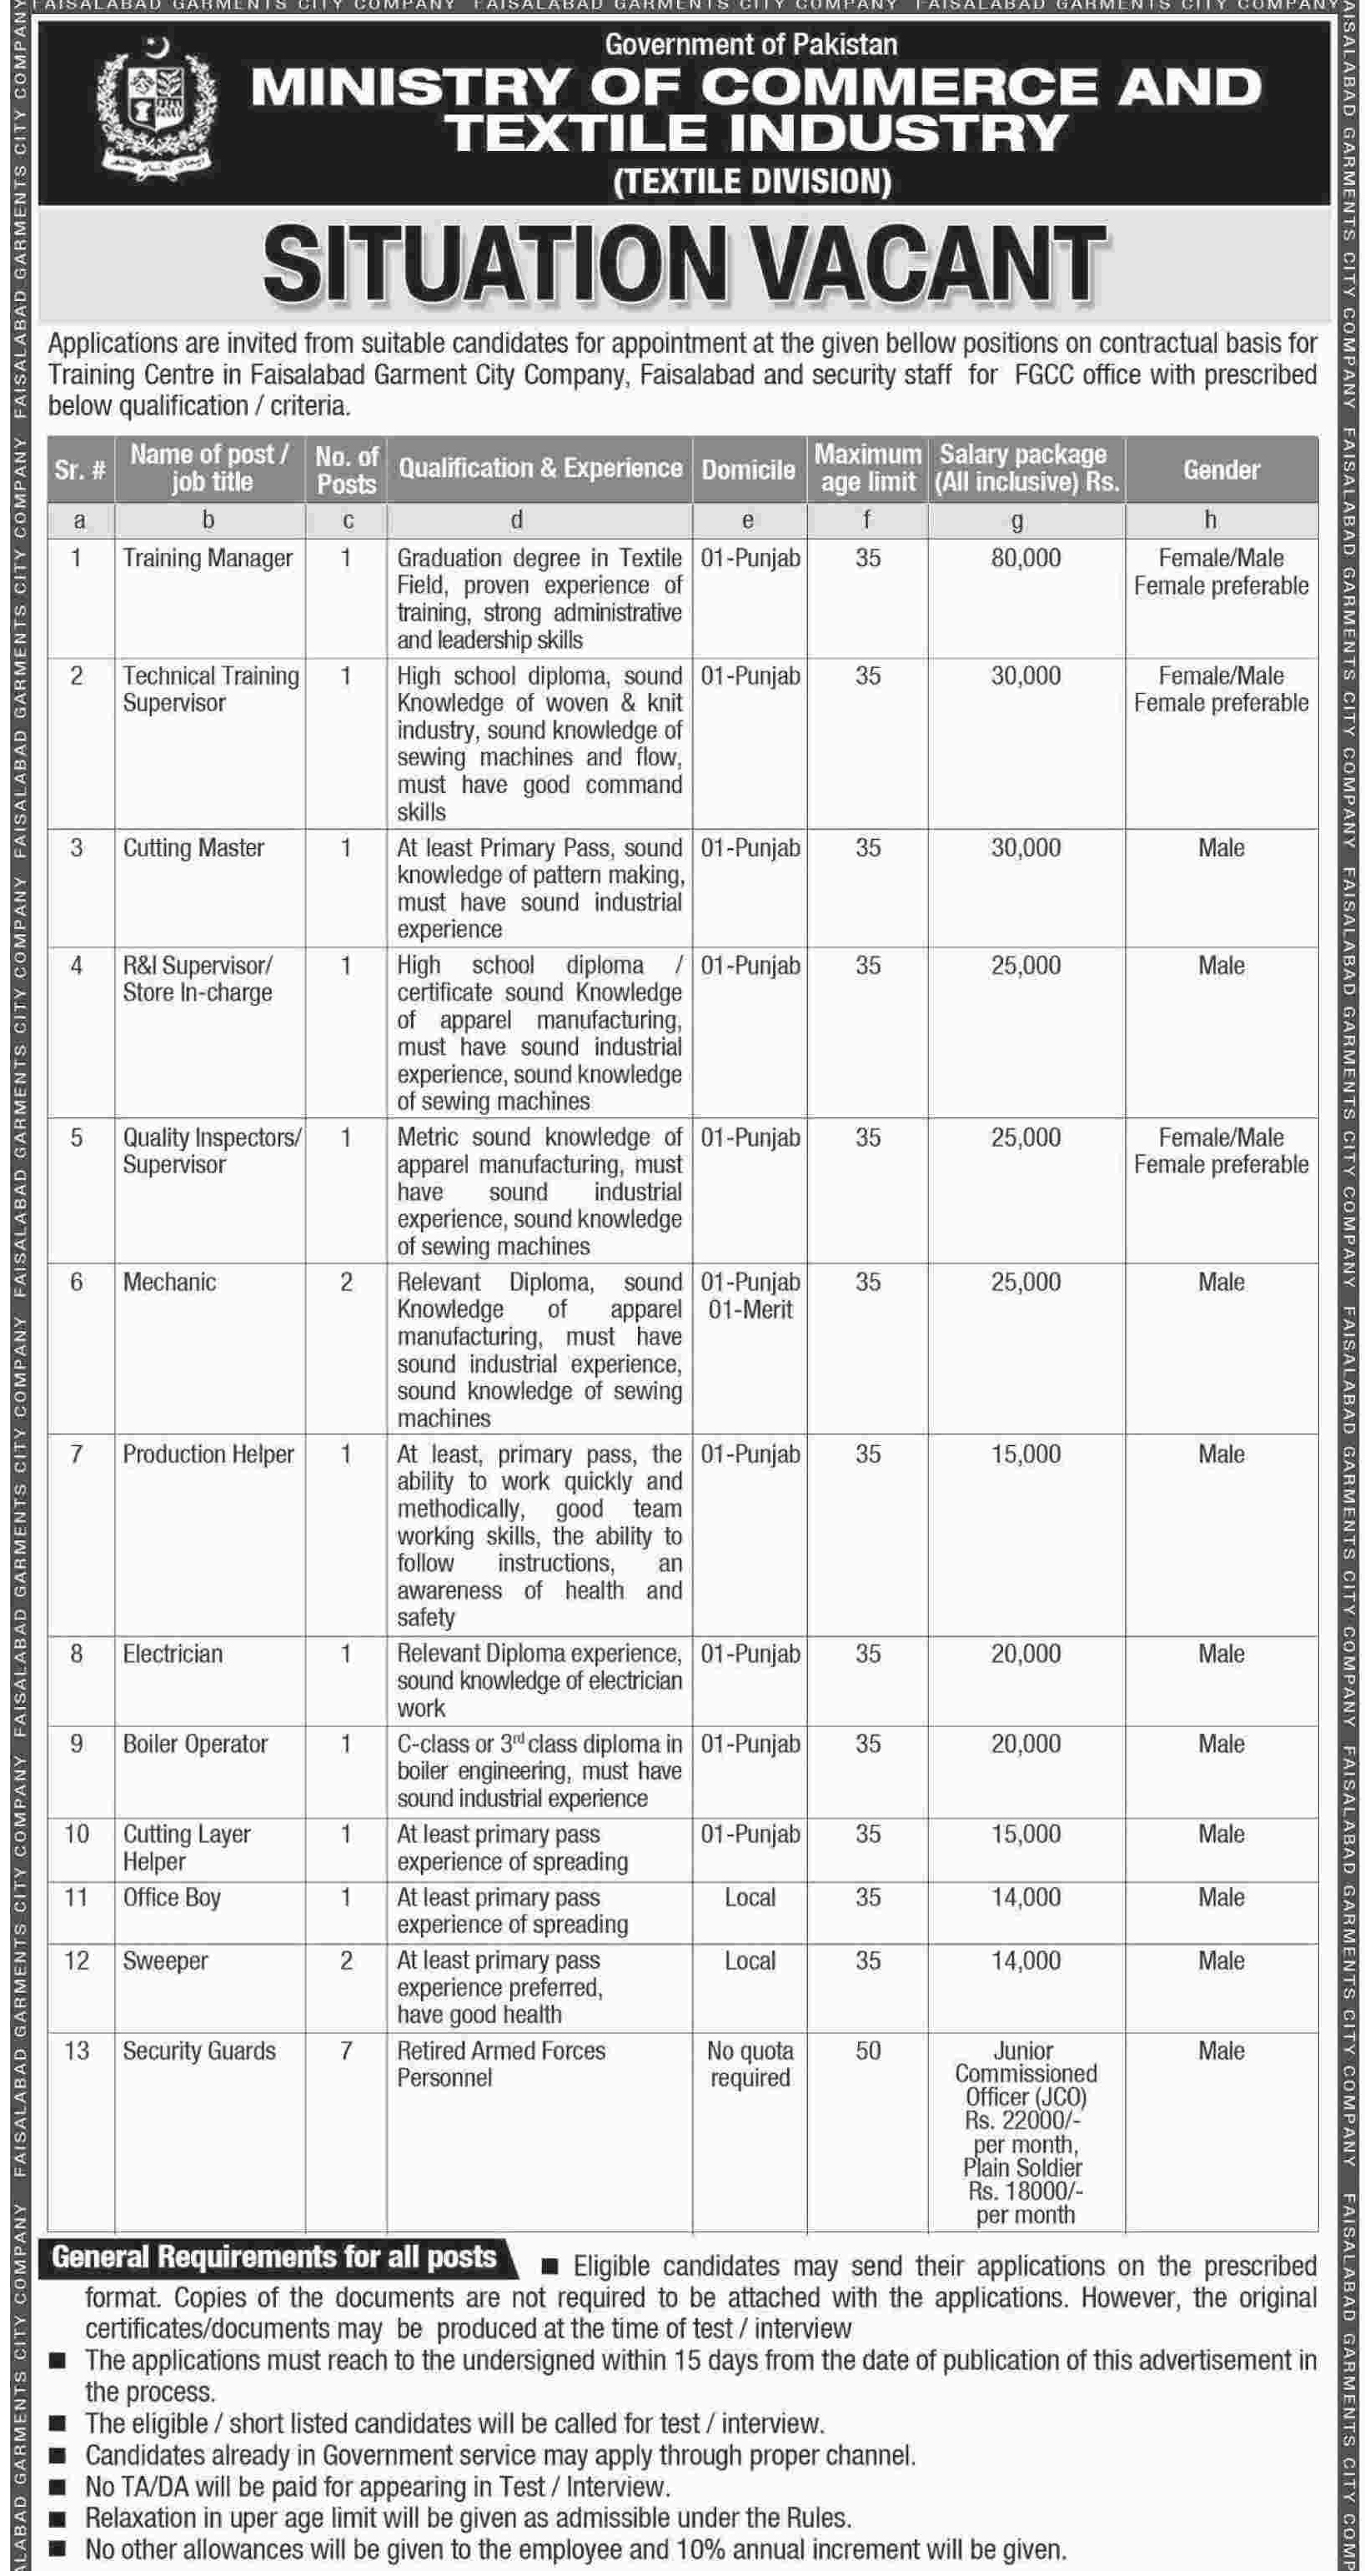 FAISALABAD GARMENTS CITY COMPANY FAISALABAD GARMENTS CITY COMPANY FAISALABAD GARMENTS CITY COMPANY
Government of Pakistan
MINISTRY OF COMMERCE AND
TEXTILE INDUSTRY
(TEXTILE DIVISION)
SITUATION VACANT
Applications are invited from suitable candidates for appointment at the given bellow positions on contractual basis for
Training Centre in Faisalabad Garment City Company, Faisalabad and security staff for FGCC office with prescribed
below qualification / criteria.
Sr. # Name of post / job title No. of Posts Qualification & Experience Domicile Maximum age limit Salary package (All inclusive) Rs. Gender
a b c d e f g h
1 Training Manager 1 Graduation degree in Textile 01-Punjab 35 80,000 Female/Male
Field, proven experience of Female preferable
training, strong administrative
and leadership skills
2 Technical Training 1 High school diploma, sound 01-Punjab 35 30,000 Female/Male
Supervisor Knowledge of woven & knit Female preferable
industry, sound knowledge of
sewing machines and flow,
must have good command
skills
3 Cutting Master 1 At least Primary Pass, sound 01-Punjab 35 30,000 Male
knowledge of pattern making,
must have sound industrial
experience
4 R&I Supervisor/ 1 High school diploma / 01-Punjab 35 25,000 Male
Store In-charge certificate sound Knowledge
of apparel manufacturing,
must have sound industrial
experience, sound knowledge
of sewing machines
5 Quality Inspectors/ 1 Metric sound knowledge of 01-Punjab 35 25,000 Female/Male
Supervisor apparel manufacturing, must Female preferable
have sound industrial
experience, sound knowledge
of sewing machines
6 Mechanic 2 Relevant Diploma, sound 01-Punjab 35 25,000 Male
Knowledge of apparel 01-Merit
manufacturing, must have
sound industrial experience,
sound knowledge of sewing
machines
7 Production Helper 1 At least, primary pass, the 01-Punjab 35 15,000 Male
ability to work quickly and
methodically, good team
working skills, the ability to
follow instructions, an
awareness of health and
safety
8 Electrician 1 Relevant Diploma experience, 01-Punjab 35 20,000 Male
sound knowledge of electrician
work
9 Boiler Operator 1 C-class or 3rd class diploma in 01-Punjab 35 20,000 Male
boiler engineering, must have
sound industrial experience
10 Cutting Layer 1 At least primary pass 01-Punjab 35 15,000 Male
Helper experience of spreading
11 Office Boy 1 At least primary pass Local 35 14,000 Male
experience of spreading
12 Sweeper 2 At least primary pass Local 35 14,000 Male
experience preferred,
have good health
13 Security Guards 7 Retired Armed Forces No quota 50 Junior Male
Personnel required Commissioned
Officer (JCO)
Rs. 22000/-
per month,
Plain Soldier
Rs. 18000/-
per month
General Requirements for all posts ■ Eligible candidates may send their applications on the prescribed
format. Copies of the documents are not required to be attached with the applications. However, the original
certificates/documents may be produced at the time of test / interview
■ The applications must reach to the undersigned within 15 days from the date of publication of this advertisement in
the process.
■ The eligible / short listed candidates will be called for test / interview.
■ Candidates already in Government service may apply through proper channel.
■ No TA/DA will be paid for appearing in Test / Interview.
■ Relaxation in uper age limit will be given as admissible under the Rules.
■ No other allowances will be given to the employee and 10% annual increment will be given.